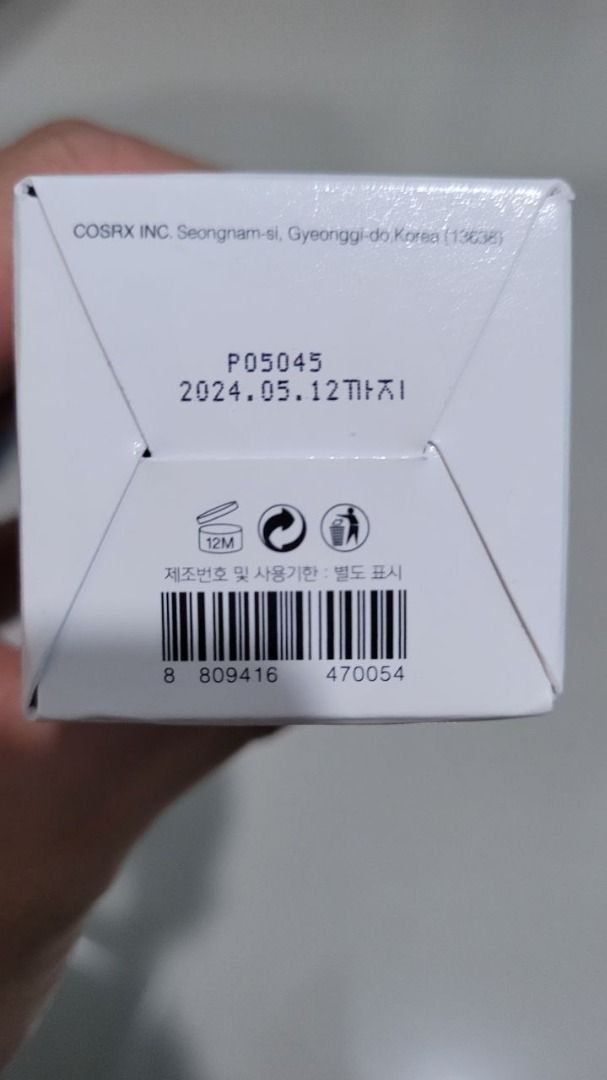 COSRX INC. Seongnam-si, Gyeonggi-do,Korea (13638)
P05045
2024.05.12까지
12M
제조번호 및 사용기한 : 별도 표시
8 809416 470054